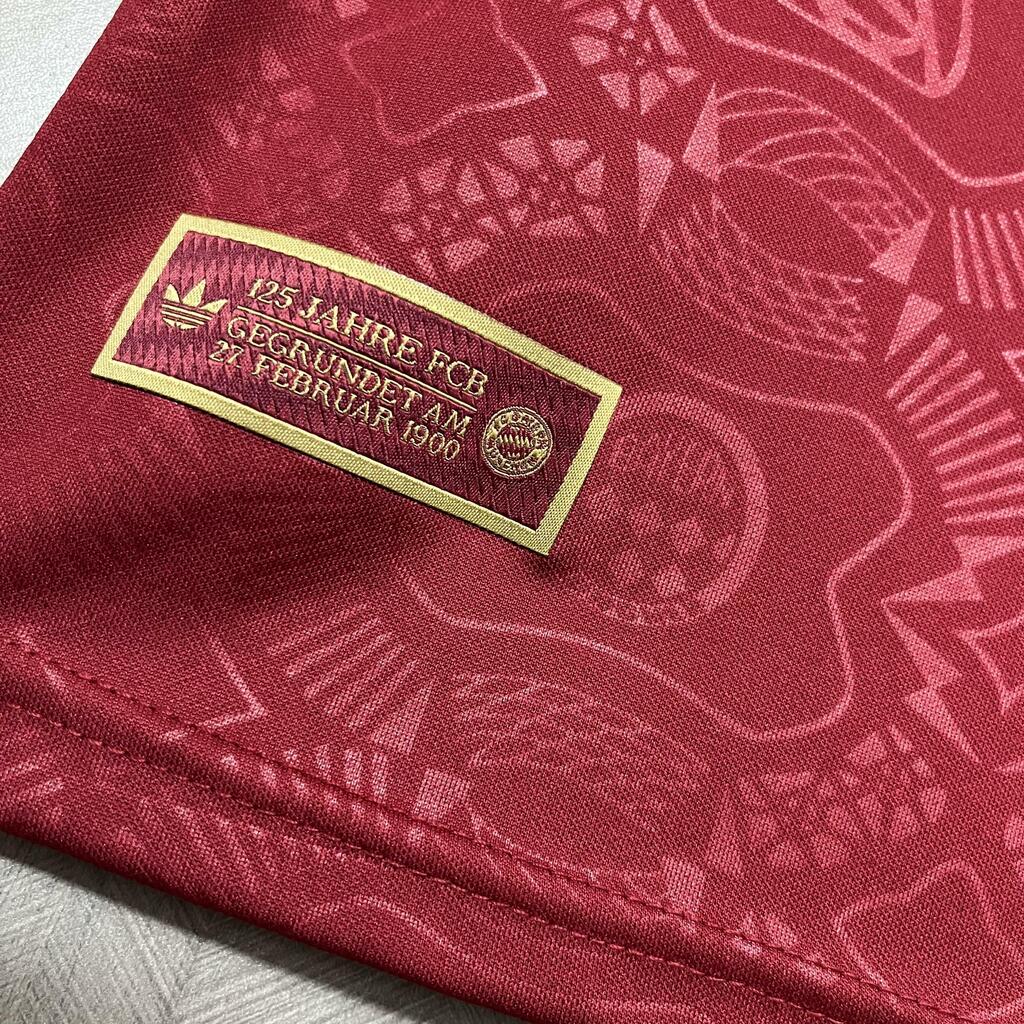 125 JAHRE FCB
GEGRUNDET AM
27. FEBRUAR 1900